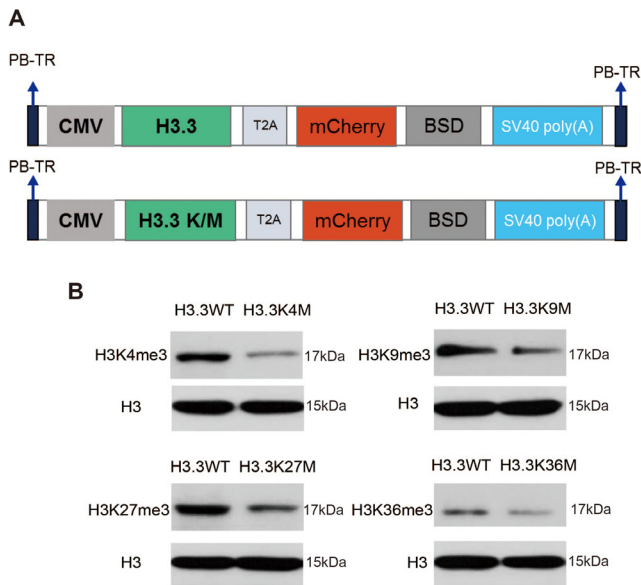 A
PB-TR PB-TR
CMV H3.3 T2A mCherry BSD SV40 poly(A)
PB-TR PB-TR
CMV H3.3 K/M T2A mCherry BSD SV40 poly(A)
B
H3.3WT H3.3K4M H3.3WT H3.3K9M
H3K4me3 17kDa H3K9me3 17kDa
H3 15kDa H3 15kDa
H3.3WT H3.3K27M H3.3WT H3.3K36M
H3K27me3 17kDa H3K36me3 17kDa
H3 15kDa H3 15kDa